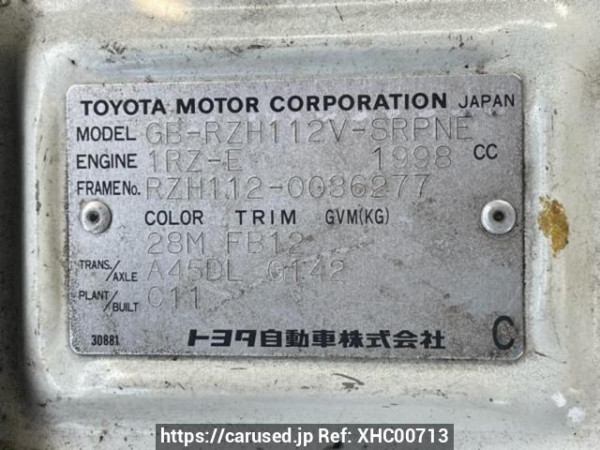 TOYOTA MOTOR CORPORATION JAPAN
MODEL GB-RZH112V-SRPNE
ENGINE 1RZ-E 1998 CC
FRAME No. RZH112-0086277
COLOR TRIM GVM(KG)
28M FB12
TRANS./AXLE A45DL G142
PLANT/BUILT C11
30881 トヨタ自動車株式会社 C
https://carused.jp Ref: XHC00713